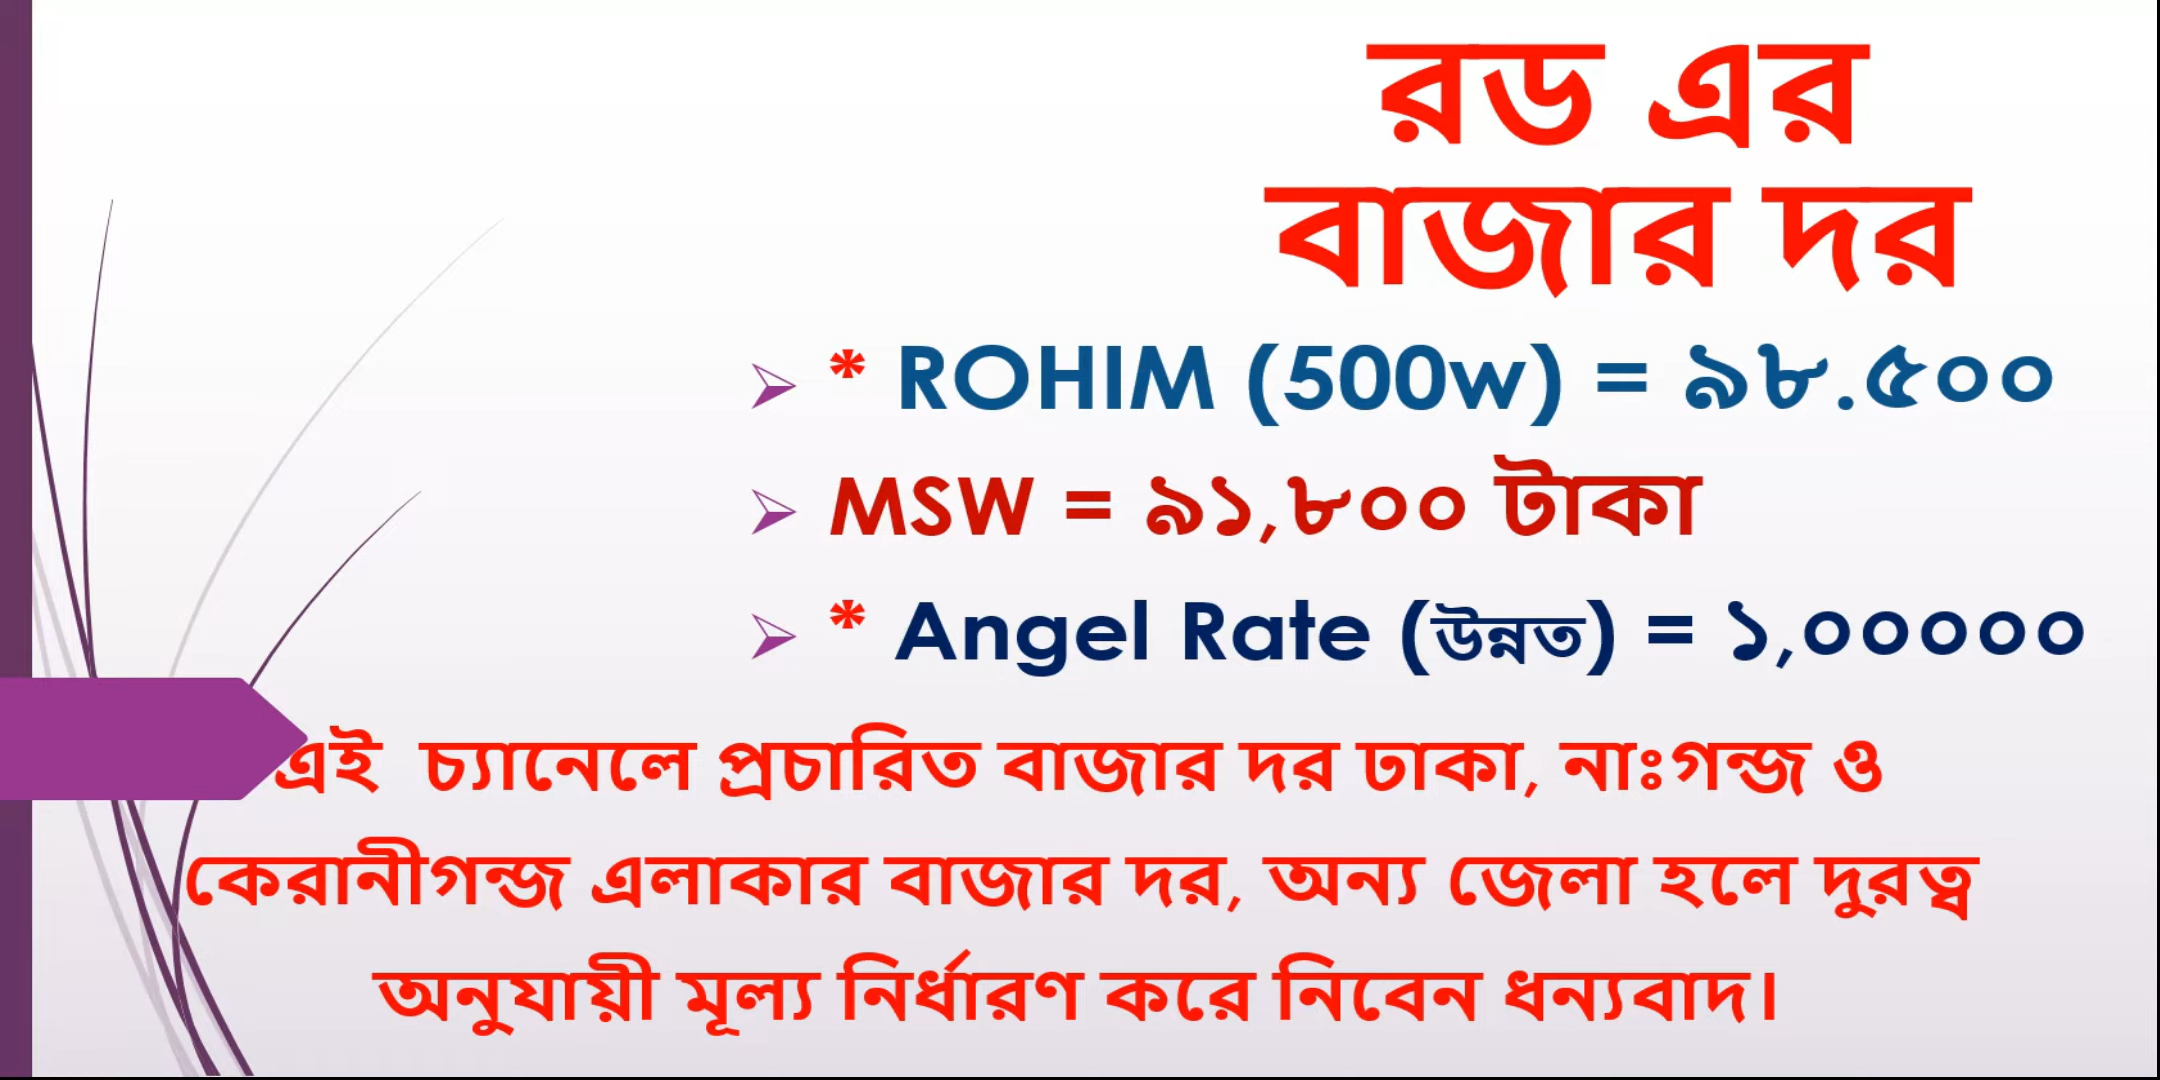 রড এর
বাজার দর
* ROHIM (500w) = ৯৮.৫০০
MSW = ৯১,৮০০ টাকা
* Angel Rate (উন্নত) = ১,০০০০০
এই চ্যানেলে প্রচারিত বাজার দর ঢাকা, নাঃগন্জ ও
কেরানীগন্জ এলাকার বাজার দর, অন্য জেলা হলে দুরত্ব
অনুযায়ী মূল্য নির্ধারণ করে নিবেন ধন্যবাদ।